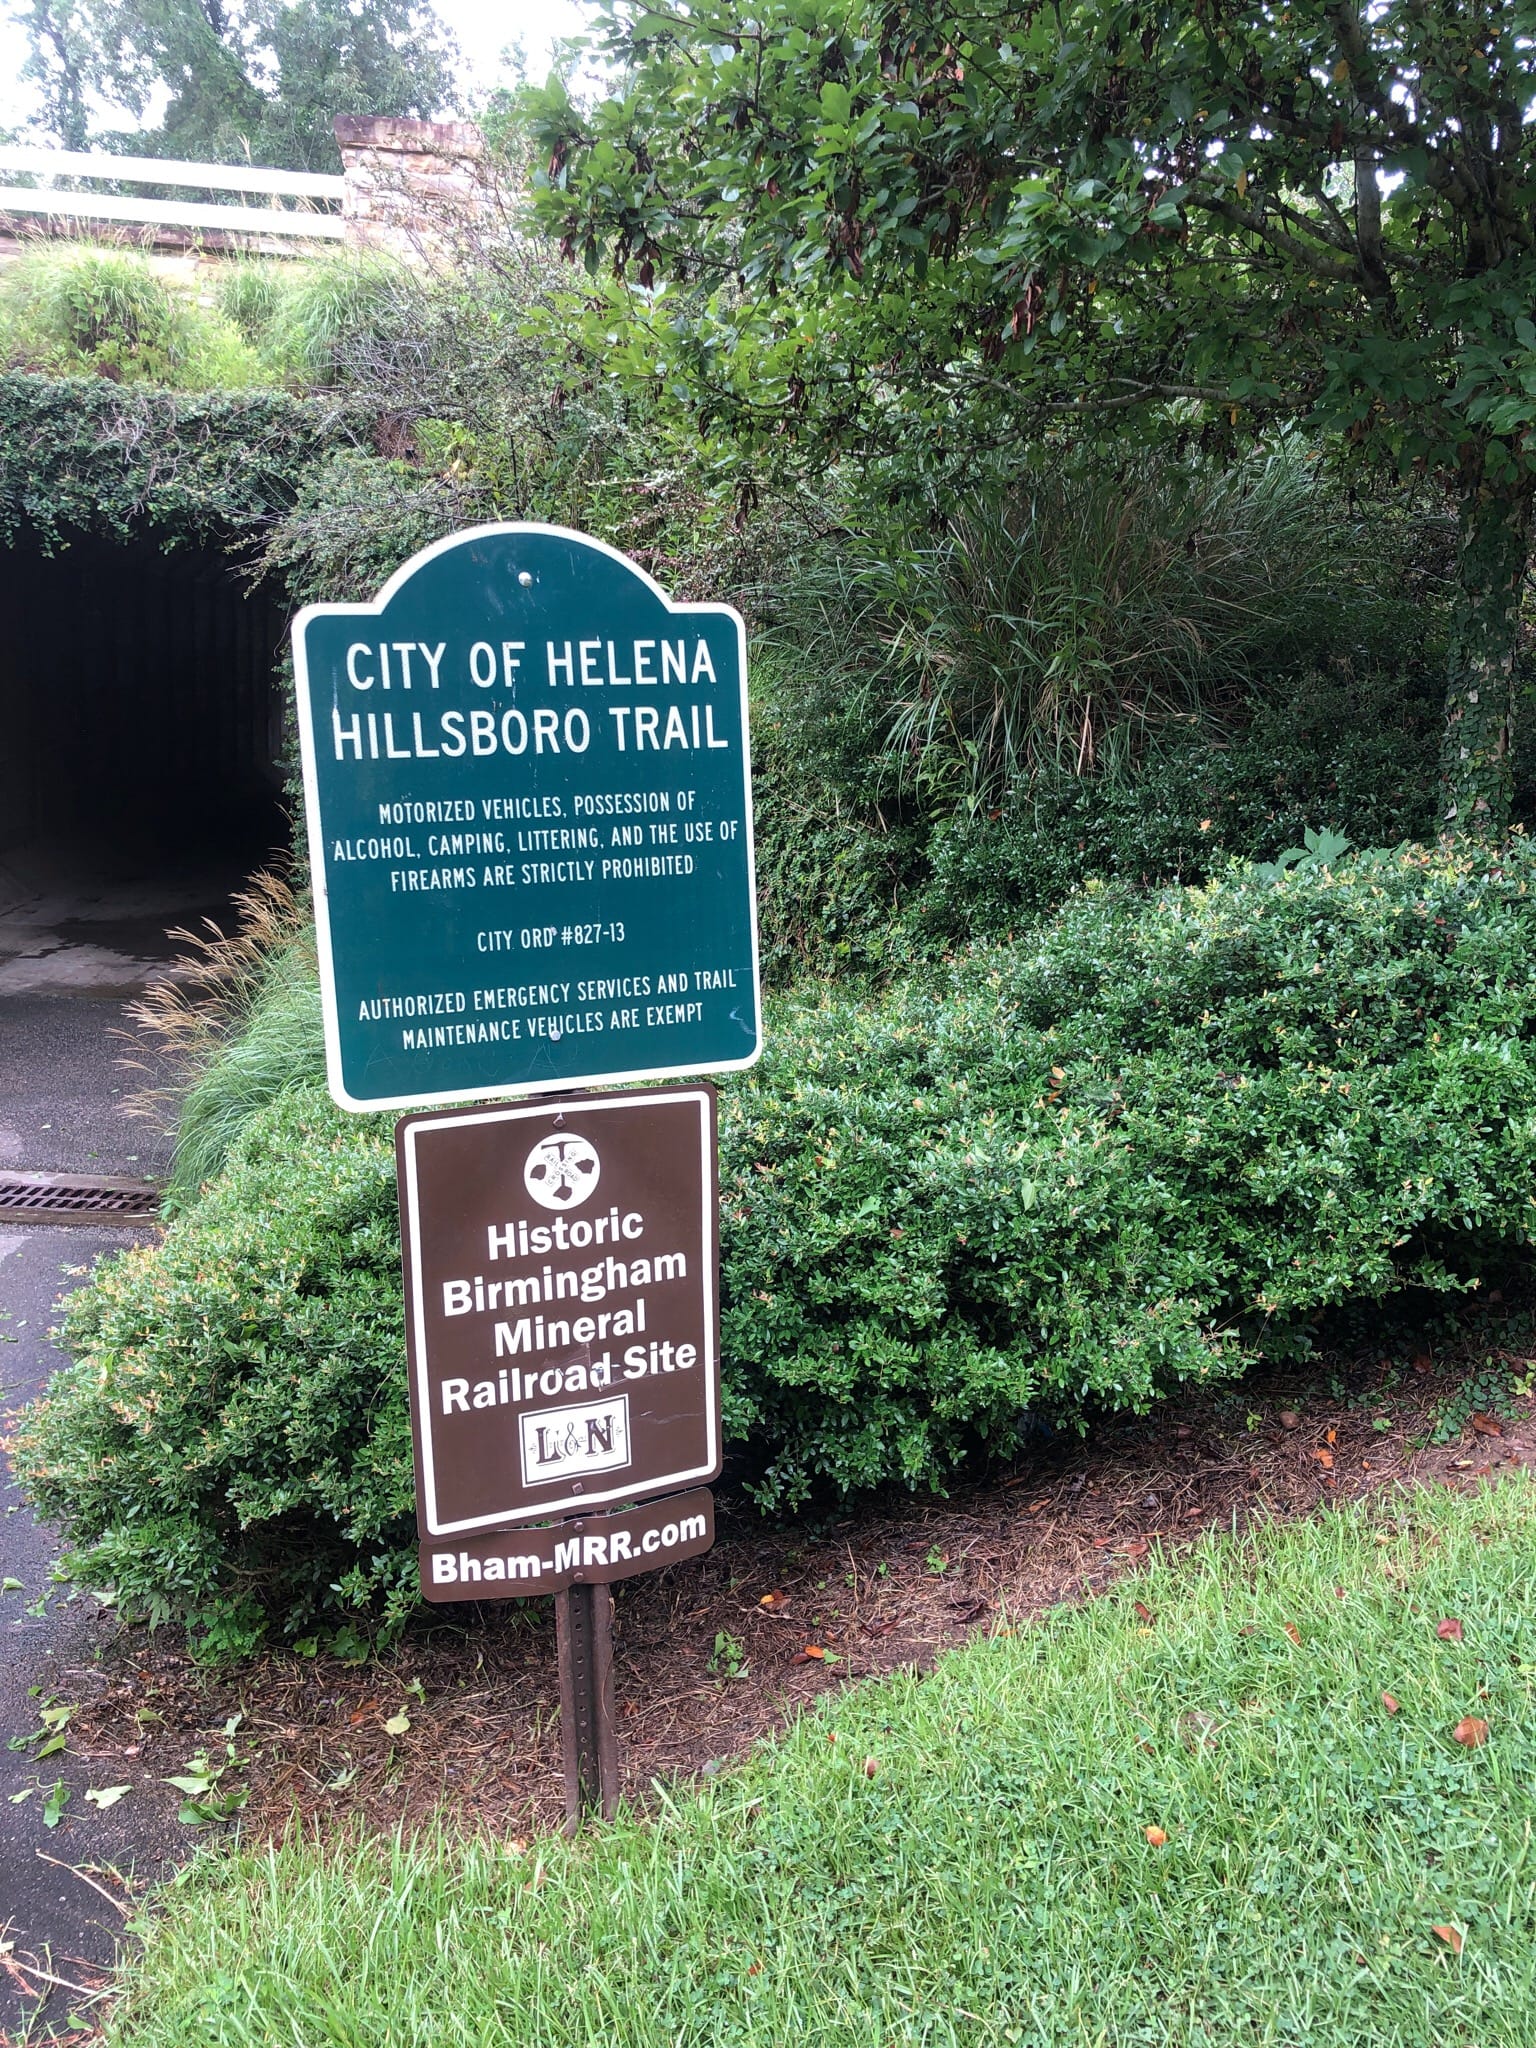 CITY OF HELENA
HILLSBORO TRAIL
MOTORIZED VEHICLES, POSSESSION OF
ALCOHOL, CAMPING, LITTERING, AND THE USE OF
FIREARMS ARE STRICTLY PROHIBITED
CITY ORD #827-13
AUTHORIZED EMERGENCY SERVICES AND TRAIL
MAINTENANCE VEHICLES ARE EXEMPT
Historic
Birmingham
Mineral
Railroad Site
L&N
Bham-MRR.com